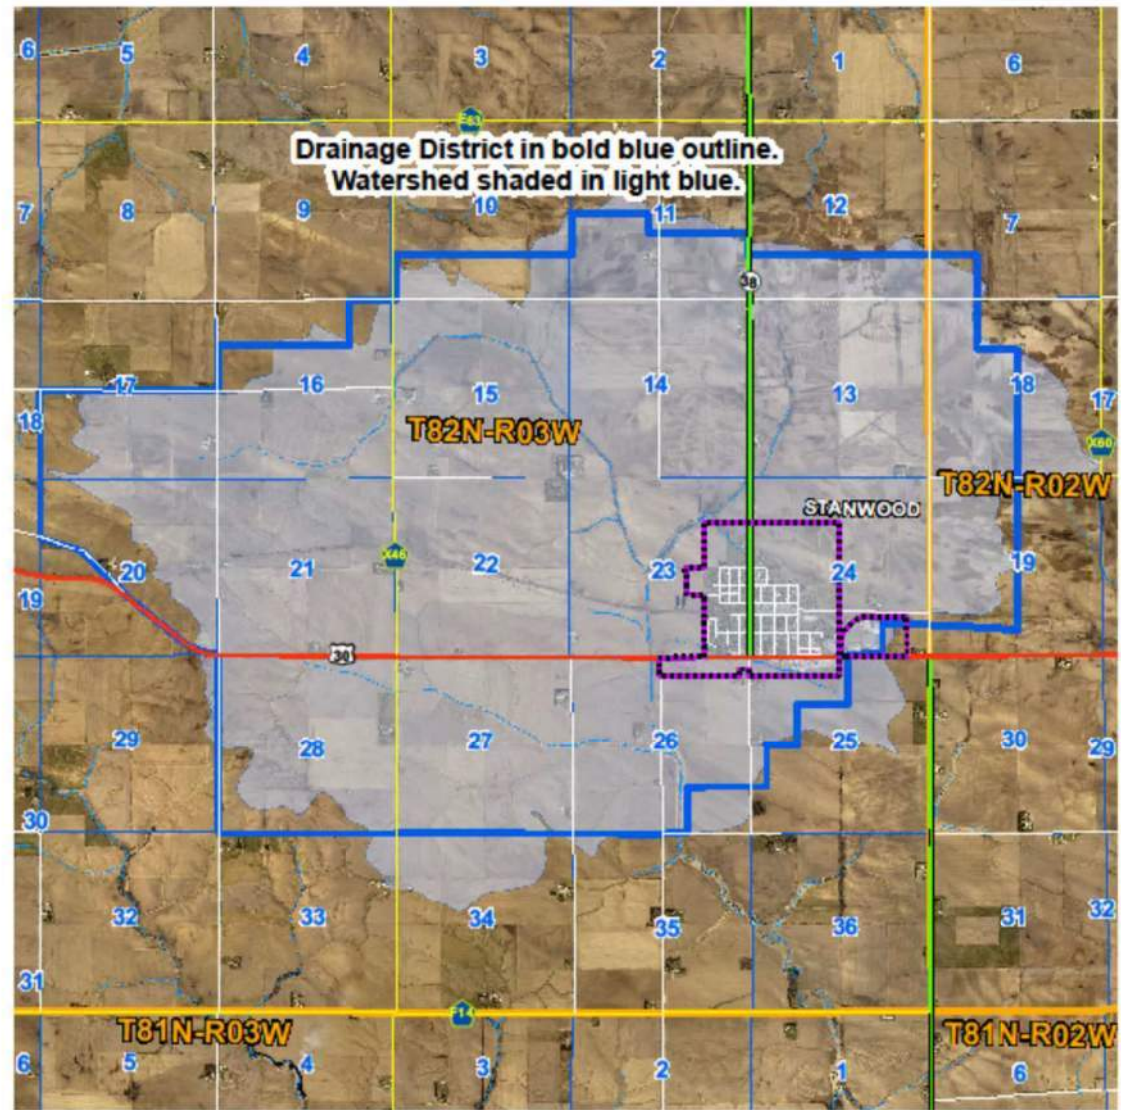 6 5 4 3 2 1 6
E63
Drainage District in bold blue outline.
Watershed shaded in light blue.
7 8 9 10 11 12 7
38
17 16 15 14 13 18 17
18
T82N-R03W
X60
T82N-R02W
STANWOOD
X46
20 21 22 23 24 19
19
30
29 28 27 26 25 30 29
30
32 33 34 35 36 31 32
31
F14
T81N-R03W T81N-R02W
6 5 4 3 2 1 6